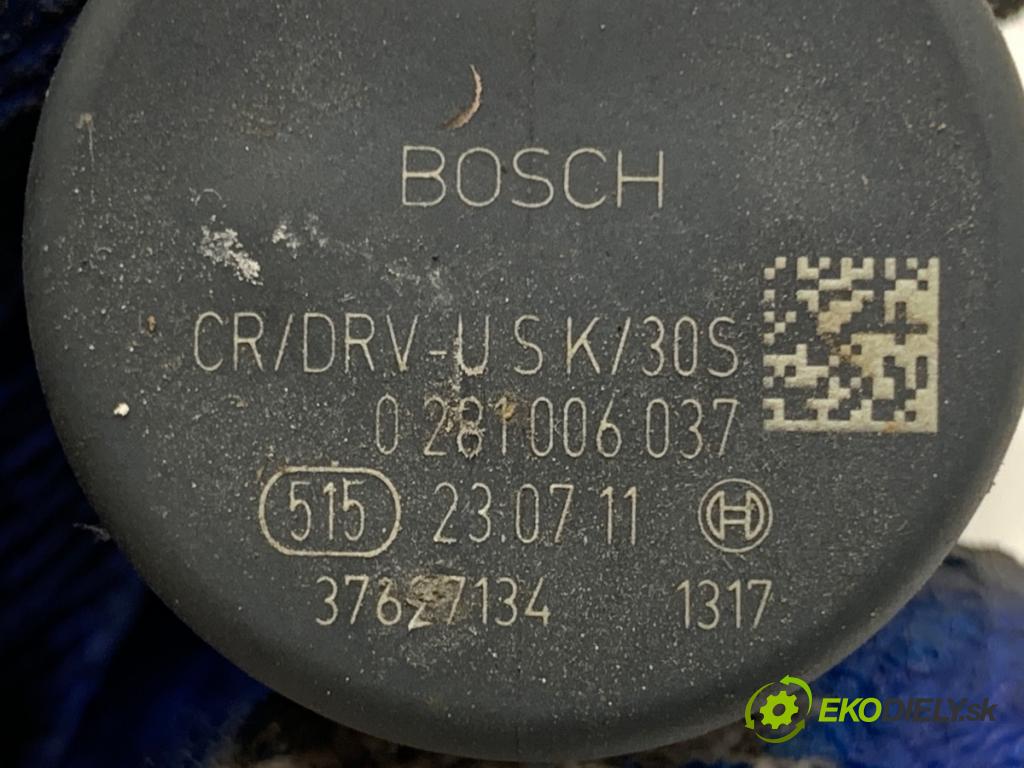 BOSCH
CR/DRV-U S K/30S
0 281 006 037
515 23.07.11
37627134 1317
EKODIELY.sk